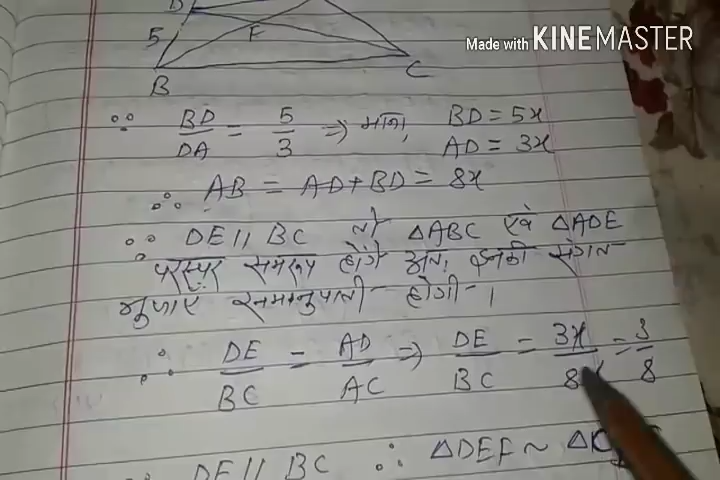 Made with KINEMASTER
D
5
F
B
C
∵ BD/DA = 5/3 ⇒ माना, BD = 5x
AD = 3x
∴ AB = AD + BD = 8x
∵ DE || BC तो △ABC एवं △ADE
परस्पर समरूप होंगे अतः इनकी संगत
भुजाएं समानुपाती होगी ।
∴ DE/BC = AD/AC ⇒ DE/BC = 3x/8x = 3/8
DE || BC ∴ △DEF ~ △C